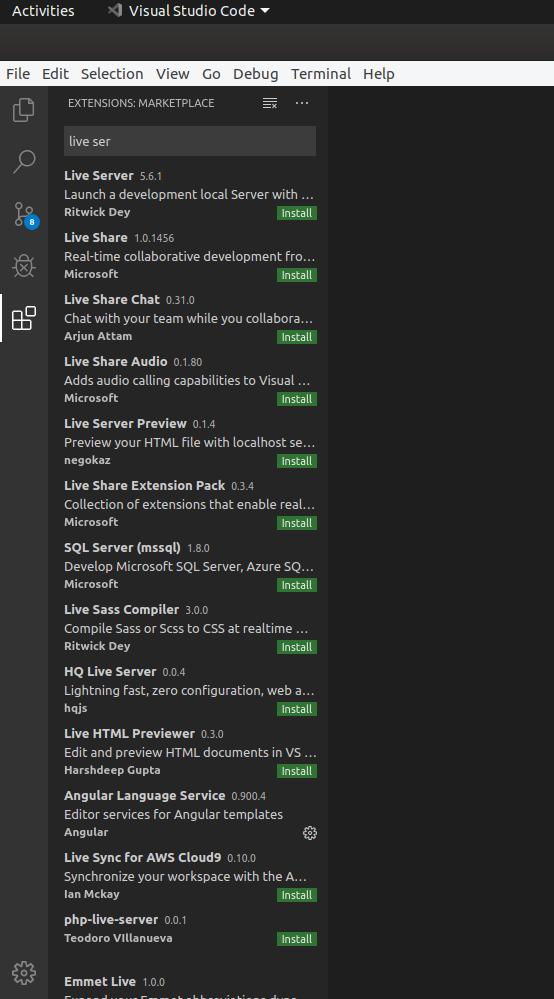 Activities Visual Studio Code
File Edit Selection View Go Debug Terminal Help
EXTENSIONS: MARKETPLACE
live ser
Live Server 5.6.1
Launch a development local Server with ...
Ritwick Dey Install
8
Live Share 1.0.1456
Real-time collaborative development fro...
Microsoft Install
Live Share Chat 0.31.0
Chat with your team while you collabora...
Arjun Attam Install
Live Share Audio 0.1.80
Adds audio calling capabilities to Visual ...
Microsoft Install
Live Server Preview 0.1.4
Preview your HTML file with localhost se...
negokaz Install
Live Share Extension Pack 0.3.4
Collection of extensions that enable real...
Microsoft Install
SQL Server (mssql) 1.8.0
Develop Microsoft SQL Server, Azure SQ...
Microsoft Install
Live Sass Compiler 3.0.0
Compile Sass or Scss to CSS at realtime ...
Ritwick Dey Install
HQ Live Server 0.0.4
Lightning fast, zero configuration, web a...
hqjs Install
Live HTML Previewer 0.3.0
Edit and preview HTML documents in VS ...
Harshdeep Gupta Install
Angular Language Service 0.900.4
Editor services for Angular templates
Angular
Live Sync for AWS Cloud9 0.10.0
Synchronize your workspace with the A...
Ian Mckay Install
php-live-server 0.0.1
Teodoro VIllanueva Install
Emmet Live 1.0.0